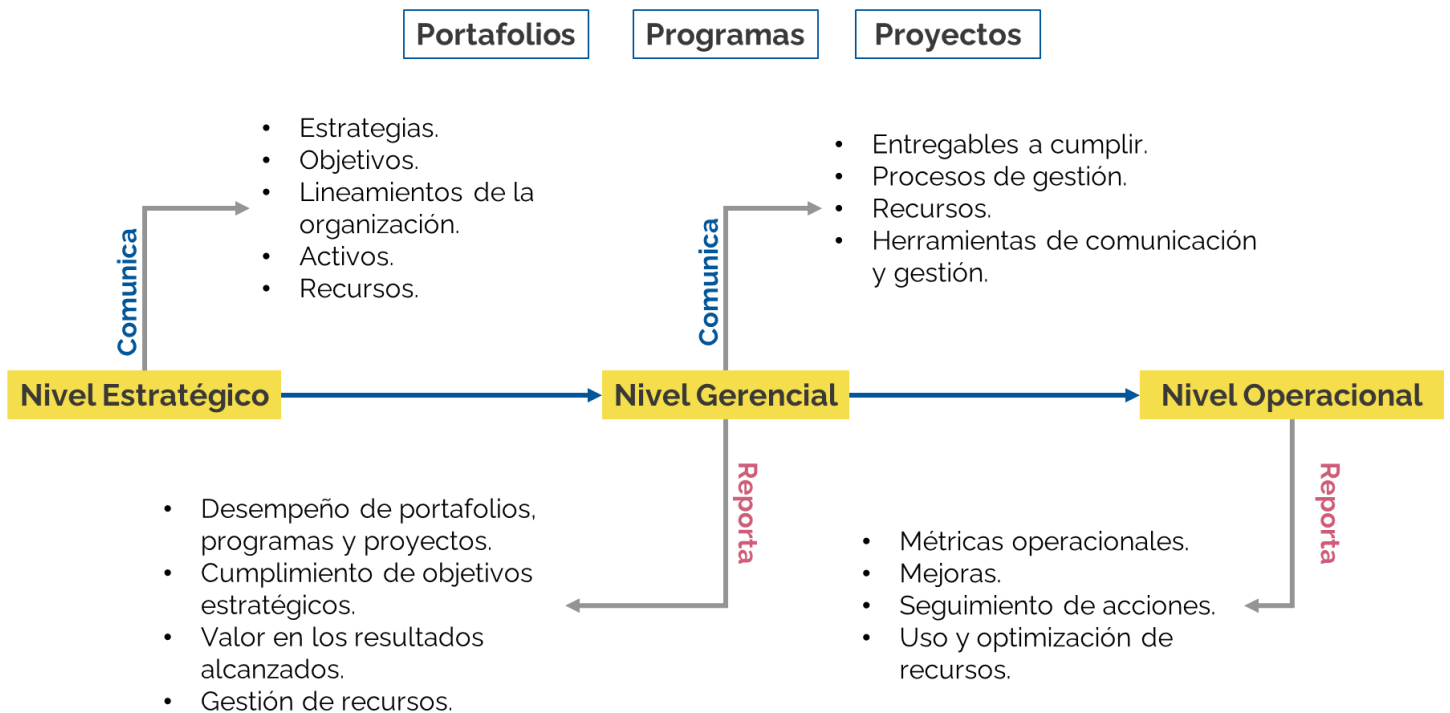 Portafolios
Programas
Proyectos
• Estrategias.
• Objetivos.
• Lineamientos de la
organización.
• Activos.
• Recursos.
• Entregables a cumplir.
• Procesos de gestión.
• Recursos.
• Herramientas de comunicación
y gestión.
Comunica
Comunica
Nivel Estratégico
Nivel Gerencial
Nivel Operacional
Reporta
Reporta
• Desempeño de portafolios,
programas y proyectos.
• Cumplimiento de objetivos
estratégicos.
• Valor en los resultados
alcanzados.
• Gestión de recursos.
• Métricas operacionales.
• Mejoras.
• Seguimiento de acciones.
• Uso y optimización de
recursos.